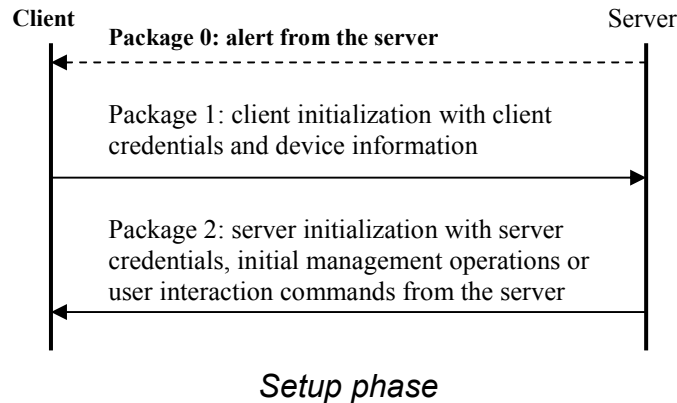 Client
Server
Package 0: alert from the server
Package 1: client initialization with client
credentials and device information
Package 2: server initialization with server
credentials, initial management operations or
user interaction commands from the server
Setup phase